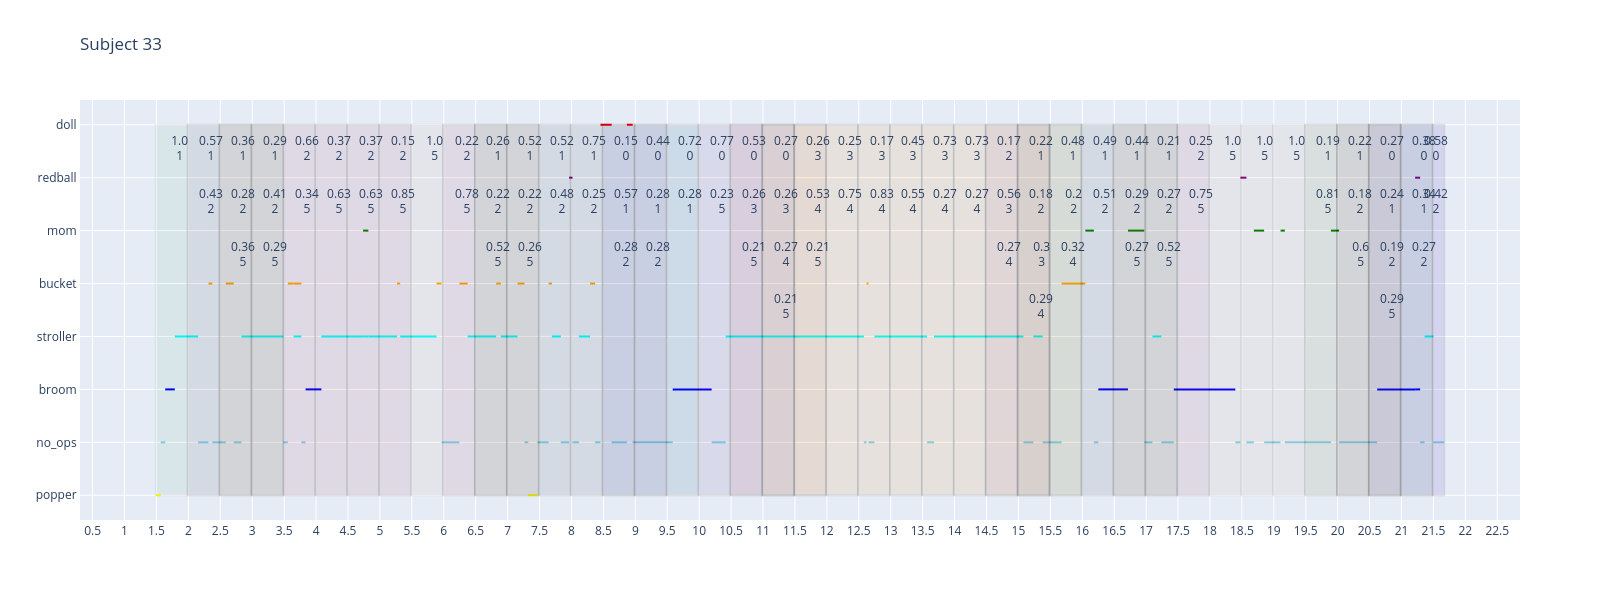 Subject 33
doll
1.0 0.57 0.36 0.29 0.66 0.37 0.37 0.15 1.0 0.22 0.26 0.52 0.52 0.75 0.15 0.44 0.72 0.77 0.53 0.27 0.26 0.25 0.17 0.45 0.73 0.73 0.17 0.22 0.48 0.49 0.44 0.21 0.25 1.0 1.0 1.0 0.19 0.22 0.27 0.58
1 1 1 1 2 2 2 2 5 2 1 1 1 1 0 0 0 0 0 0 3 3 3 3 3 3 2 1 1 1 1 1 2 5 5 5 1 1 0 0 0
redball
0.43 0.28 0.41 0.34 0.63 0.63 0.85 0.78 0.22 0.22 0.48 0.25 0.57 0.28 0.28 0.23 0.26 0.26 0.53 0.75 0.83 0.55 0.27 0.27 0.56 0.18 0.2 0.51 0.29 0.27 0.75 0.81 0.18 0.24 0.42
2 2 2 5 5 5 5 5 2 2 2 2 1 1 1 5 3 3 4 4 4 4 4 4 3 2 2 2 2 2 5 5 2 1 1 2
mom
0.36 0.29 0.52 0.26 0.28 0.28 0.21 0.27 0.21 0.27 0.3 0.32 0.27 0.52 0.6 0.19 0.27
5 5 5 5 2 2 5 4 5 4 3 4 5 5 5 2 2
bucket
0.21 0.29 0.29
5 4 5
stroller
broom
no_ops
popper
0.5 1 1.5 2 2.5 3 3.5 4 4.5 5 5.5 6 6.5 7 7.5 8 8.5 9 9.5 10 10.5 11 11.5 12 12.5 13 13.5 14 14.5 15 15.5 16 16.5 17 17.5 18 18.5 19 19.5 20 20.5 21 21.5 22 22.5